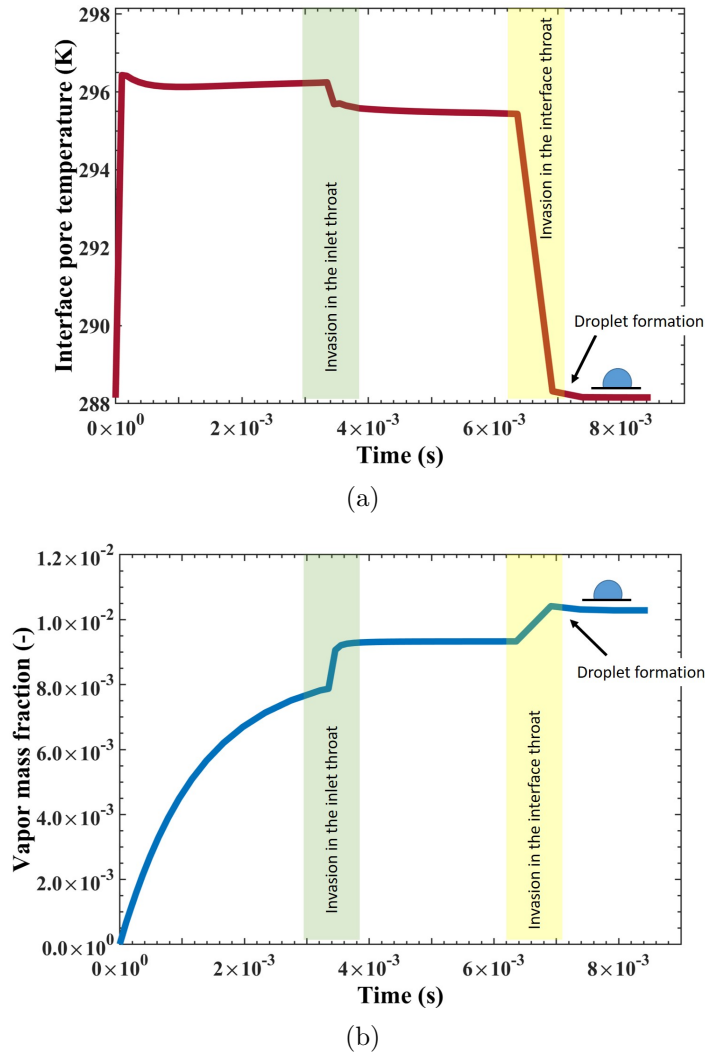 298
296
294
292
290
288
Interface pore temperature (K)
Invasion in the inlet throat
Invasion in the interface throat
Droplet formation
0×10⁰
2×10⁻³
4×10⁻³
6×10⁻³
8×10⁻³
Time (s)
(a)
1.2×10⁻²
1.0×10⁻²
8.0×10⁻³
6.0×10⁻³
4.0×10⁻³
2.0×10⁻³
0.0×10⁰
Vapor mass fraction (-)
Invasion in the inlet throat
Invasion in the interface throat
Droplet formation
0×10⁰
2×10⁻³
4×10⁻³
6×10⁻³
8×10⁻³
Time (s)
(b)